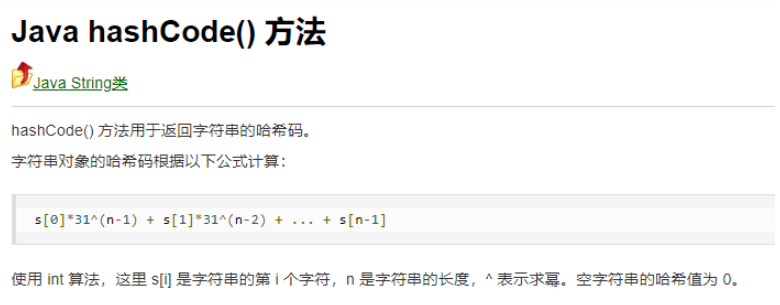 Java hashCode() 方法
Java String类
hashCode() 方法用于返回字符串的哈希码。
字符串对象的哈希码根据以下公式计算：
s[0]*31^(n-1) + s[1]*31^(n-2) + ... + s[n-1]
使用 int 算法，这里 s[i] 是字符串的第 i 个字符，n 是字符串的长度，^ 表示求幂。空字符串的哈希值为 0。